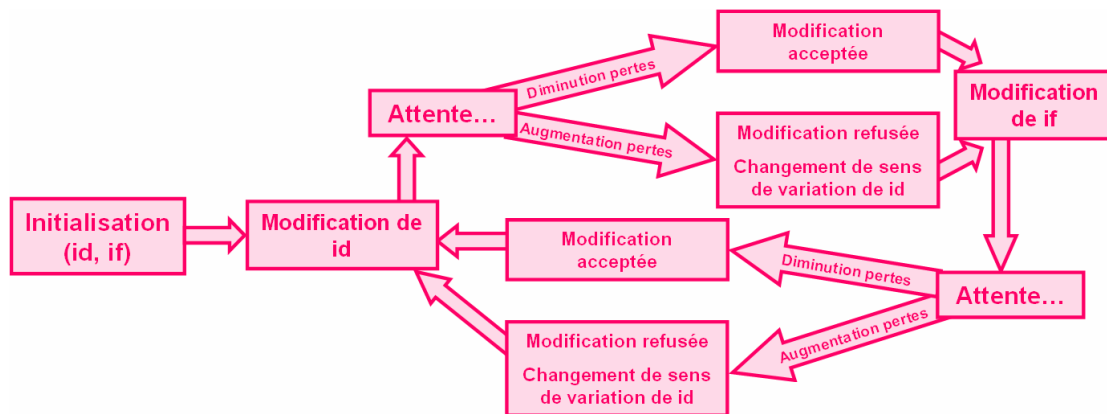 Initialisation
(id, if)
Modification de
id
Attente…
Diminution pertes
Augmentation pertes
Modification
acceptée
Modification refusée
Changement de sens
de variation de id
Modification
de if
Attente…
Diminution pertes
Augmentation pertes
Modification
acceptée
Modification refusée
Changement de sens
de variation de id